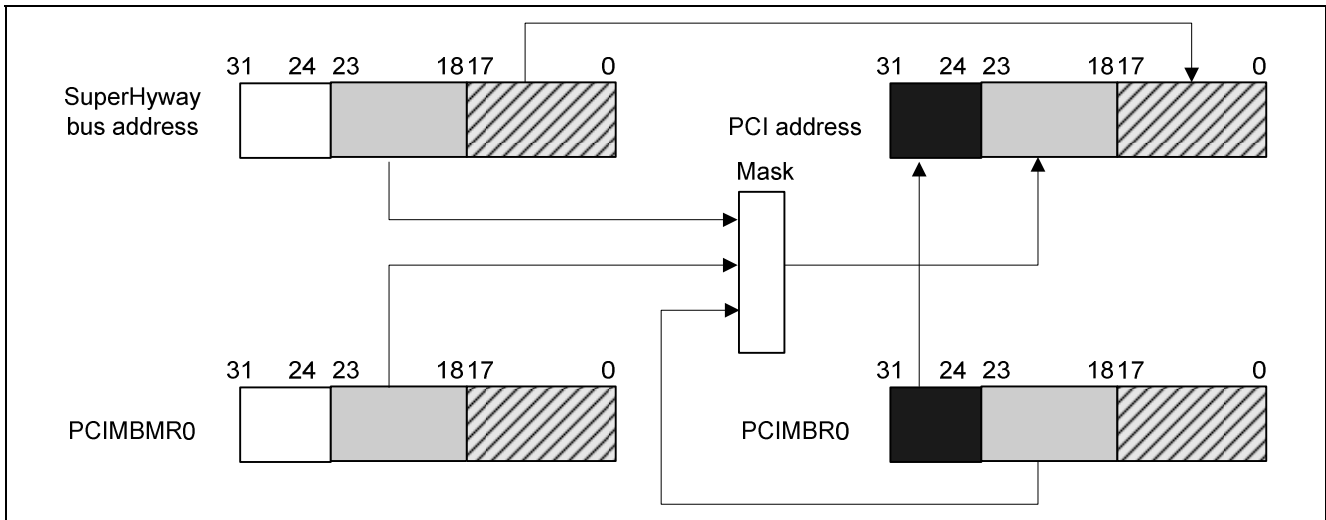 31 24 23 18 17 0
SuperHyway
bus address
31 24 23 18 17 0
PCI address
Mask
31 24 23 18 17 0
PCIMBMR0
31 24 23 18 17 0
PCIMBR0